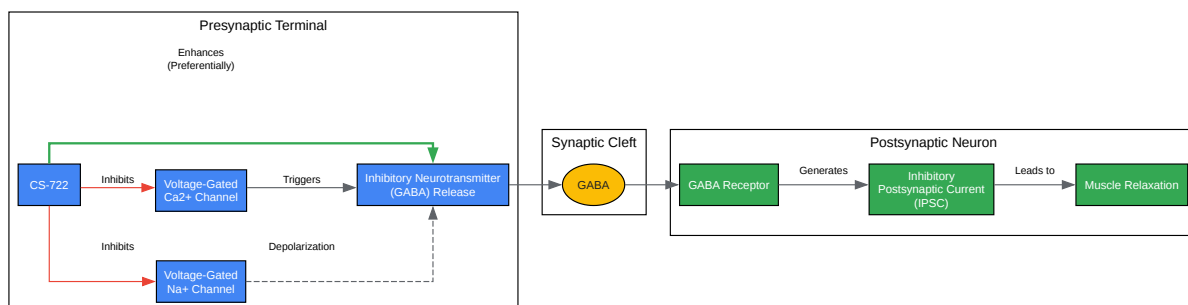 Presynaptic Terminal
Enhances
(Preferentially)
CS-722
Inhibits
Voltage-Gated
Ca2+ Channel
Triggers
Inhibitory Neurotransmitter
(GABA) Release
Inhibits
Voltage-Gated
Na+ Channel
Depolarization
Synaptic Cleft
GABA
Postsynaptic Neuron
GABA Receptor
Generates
Inhibitory
Postsynaptic Current
(IPSC)
Leads to
Muscle Relaxation